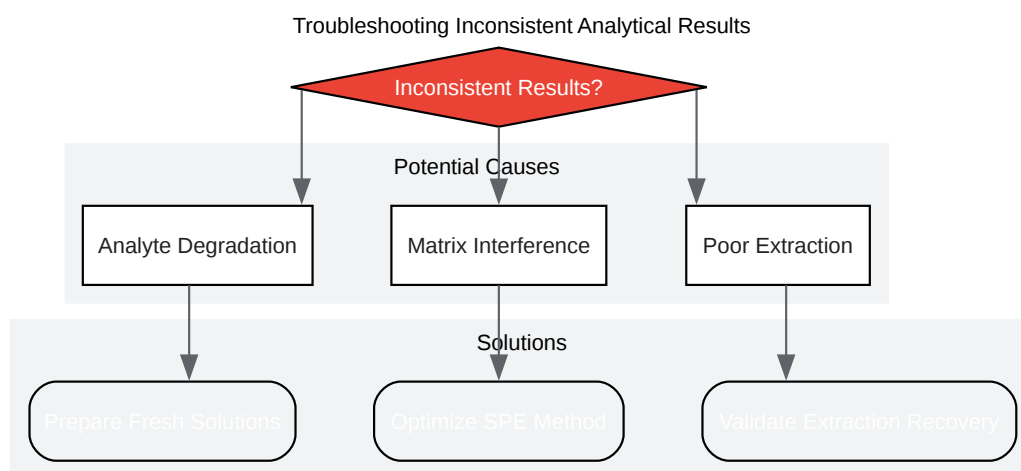 Troubleshooting Inconsistent Analytical Results
Inconsistent Results?
Potential Causes
Analyte Degradation
Matrix Interference
Poor Extraction
Solutions
Prepare Fresh Solutions
Optimize SPE Method
Validate Extraction Recovery